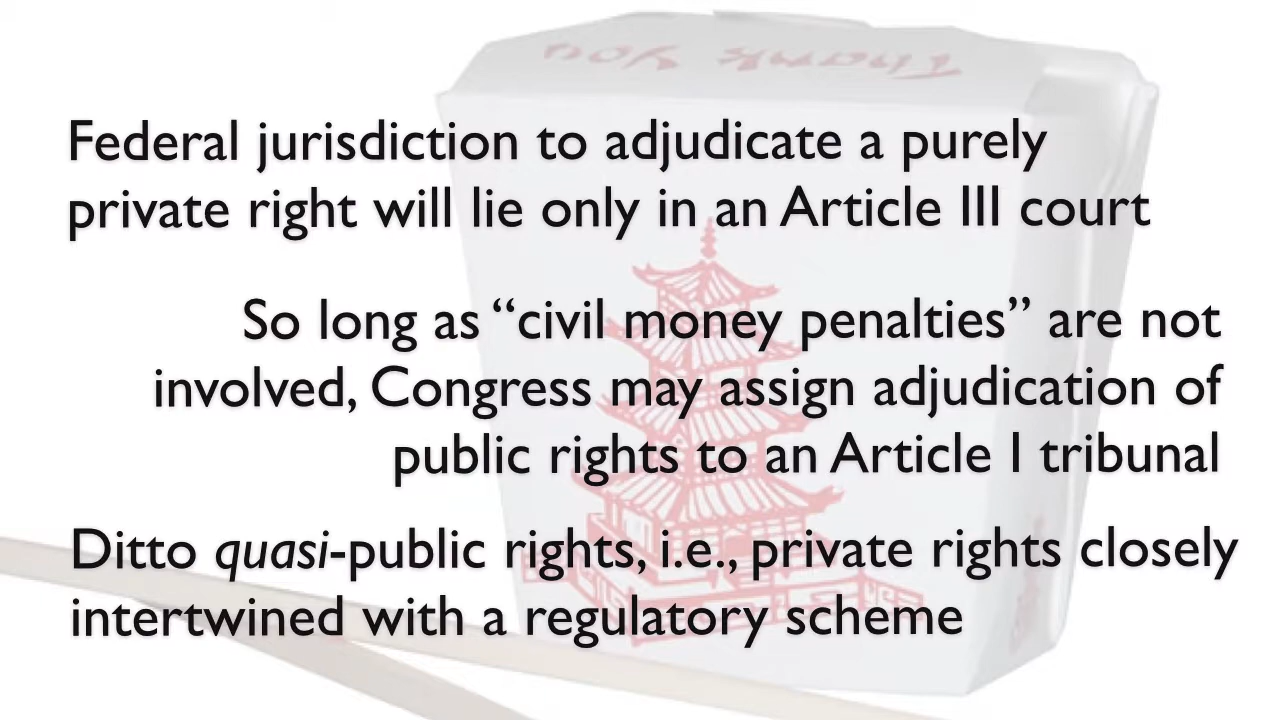 Thank You
Federal jurisdiction to adjudicate a purely
private right will lie only in an Article III court
So long as “civil money penalties” are not
involved, Congress may assign adjudication of
public rights to an Article I tribunal
Ditto quasi-public rights, i.e., private rights closely
intertwined with a regulatory scheme